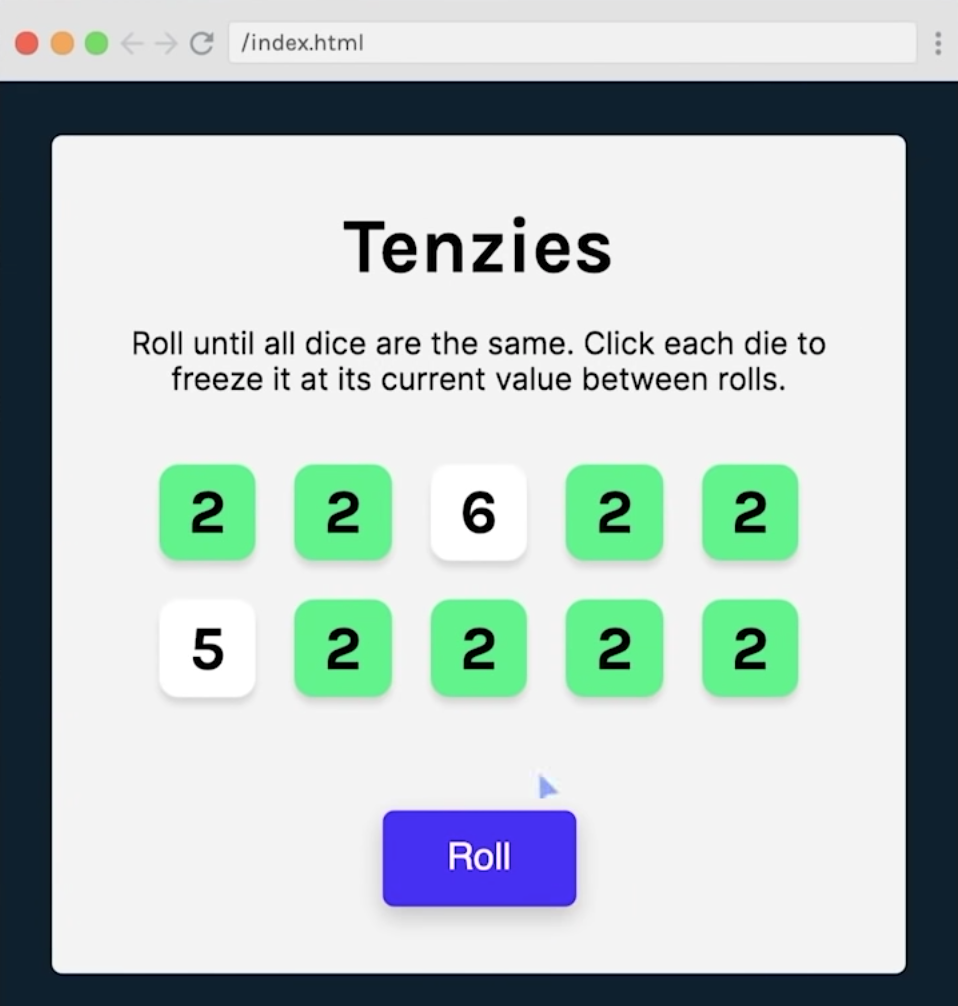 /index.html
Tenzies
Roll until all dice are the same. Click each die to
freeze it at its current value between rolls.
2 2 6 2 2
5 2 2 2 2
Roll